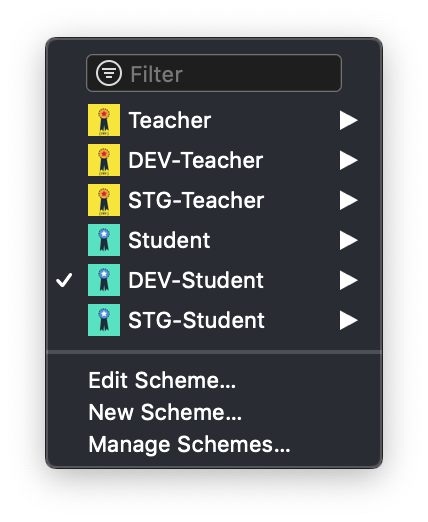 Filter
Teacher
DEV-Teacher
STG-Teacher
Student
DEV-Student
STG-Student
Edit Scheme...
New Scheme...
Manage Schemes...